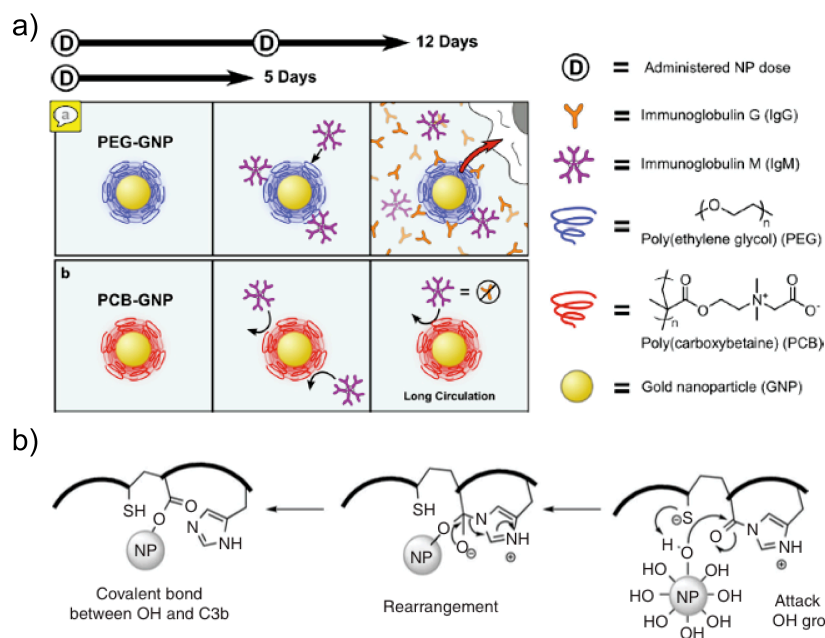 a)
D
D
12 Days
D
5 Days
D = Administered NP dose
= Immunoglobulin G (IgG)
= Immunoglobulin M (IgM)
O
n
= Poly(ethylene glycol) (PEG)
O
O
N+
O
O-
n
= Poly(carboxybetaine) (PCB)
= Gold nanoparticle (GNP)
a
PEG-GNP
b
PCB-GNP
=
Long Circulation
b)
SH
O
O
N
NH
NP
Covalent bond
between OH and C3b
SH
O
N
O
⊖
NH
⊕
NP
Rearrangement
S
⊖
H
O
O
N
NH
⊕
OH
HO
OH
HO
NP
OH
HO
OH
OH
Attack
OH gro